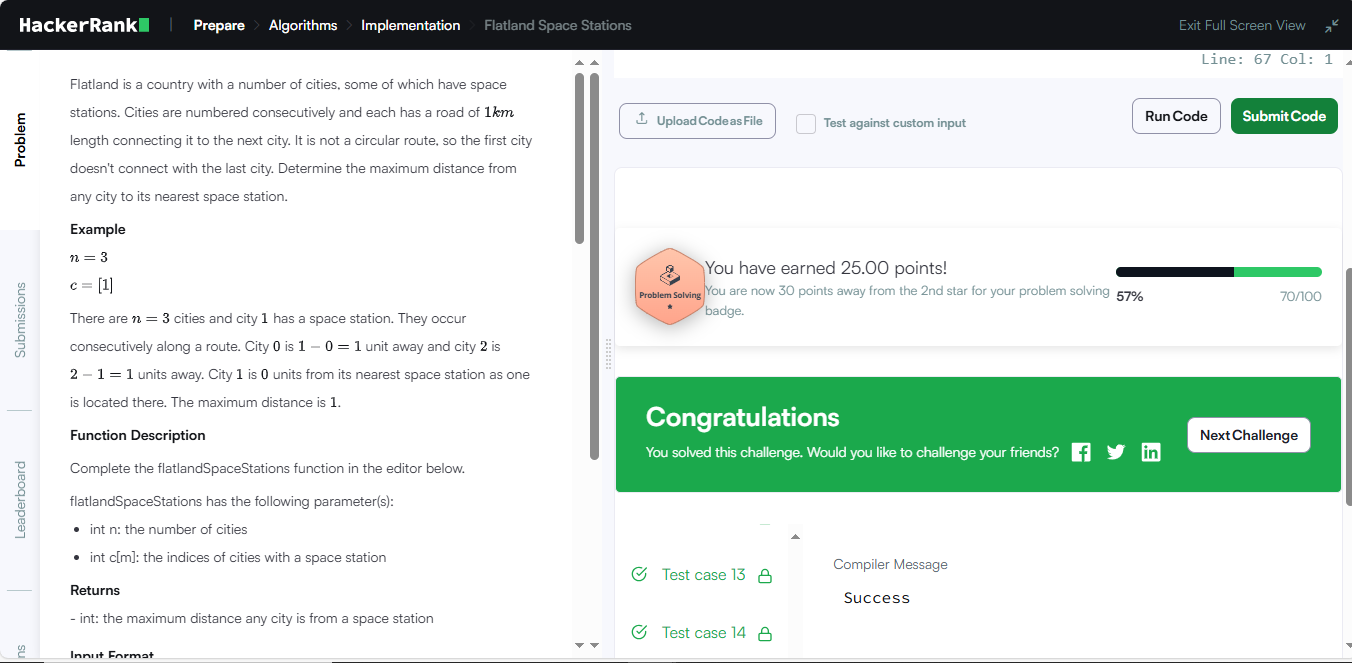 HackerRank | Prepare > Algorithms > Implementation > Flatland Space Stations Exit Full Screen View
Problem
Submissions
Leaderboard
Flatland is a country with a number of cities, some of which have space
stations. Cities are numbered consecutively and each has a road of 1km
length connecting it to the next city. It is not a circular route, so the first city
doesn't connect with the last city. Determine the maximum distance from
any city to its nearest space station.
Example
n = 3
c = [1]
There are n = 3 cities and city 1 has a space station. They occur
consecutively along a route. City 0 is 1 − 0 = 1 unit away and city 2 is
2 − 1 = 1 units away. City 1 is 0 units from its nearest space station as one
is located there. The maximum distance is 1.
Function Description
Complete the flatlandSpaceStations function in the editor below.
flatlandSpaceStations has the following parameter(s):
• int n: the number of cities
• int c[m]: the indices of cities with a space station
Returns
- int: the maximum distance any city is from a space station
Input Format
Line: 67 Col: 1
Upload Code as File
Test against custom input
Run Code
Submit Code
Problem Solving
You have earned 25.00 points!
You are now 30 points away from the 2nd star for your problem solving
badge.
57% 70/100
Congratulations
You solved this challenge. Would you like to challenge your friends?
Next Challenge
Test case 13
Test case 14
Compiler Message
Success